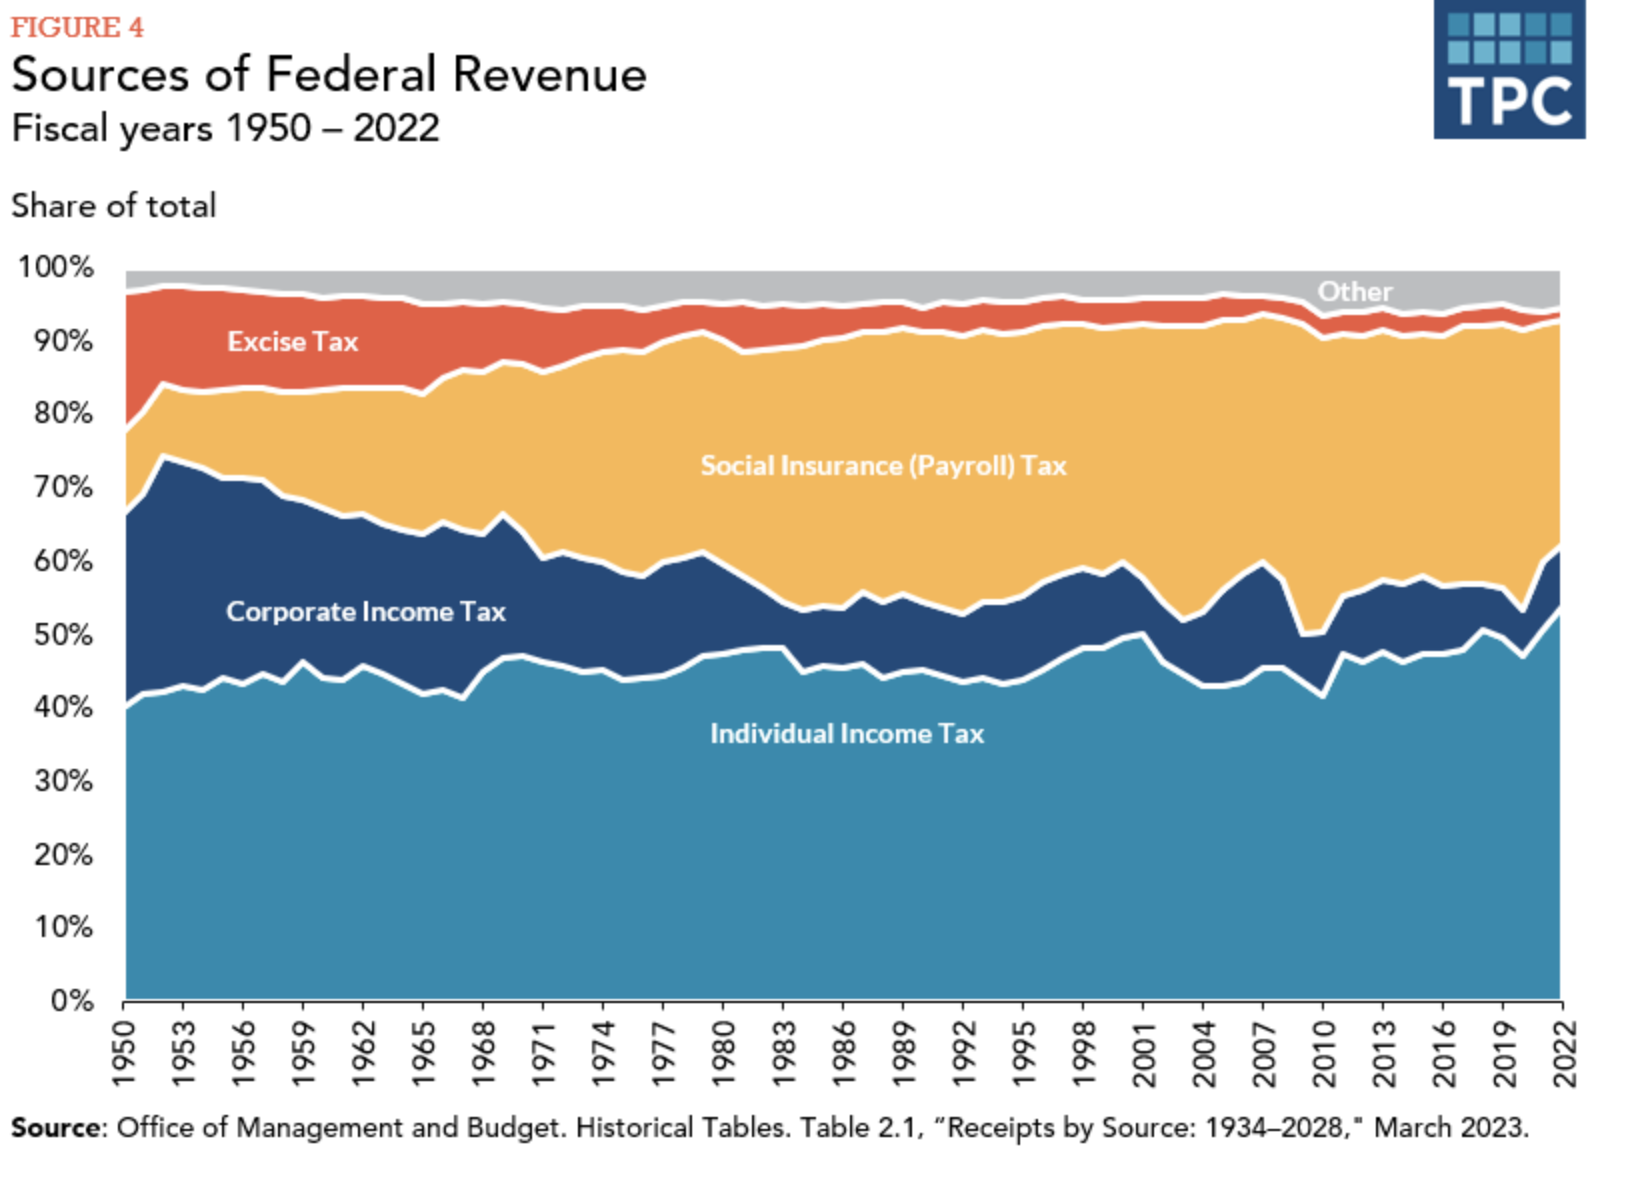 FIGURE 4
Sources of Federal Revenue
Fiscal years 1950 – 2022
TPC
Share of total
100%
90%
80%
70%
60%
50%
40%
30%
20%
10%
0%
Other
Excise Tax
Social Insurance (Payroll) Tax
Corporate Income Tax
Individual Income Tax
1950 1953 1956 1959 1962 1965 1968 1971 1974 1977 1980 1983 1986 1989 1992 1995 1998 2001 2004 2007 2010 2013 2016 2019 2022
Source: Office of Management and Budget. Historical Tables. Table 2.1, “Receipts by Source: 1934–2028," March 2023.